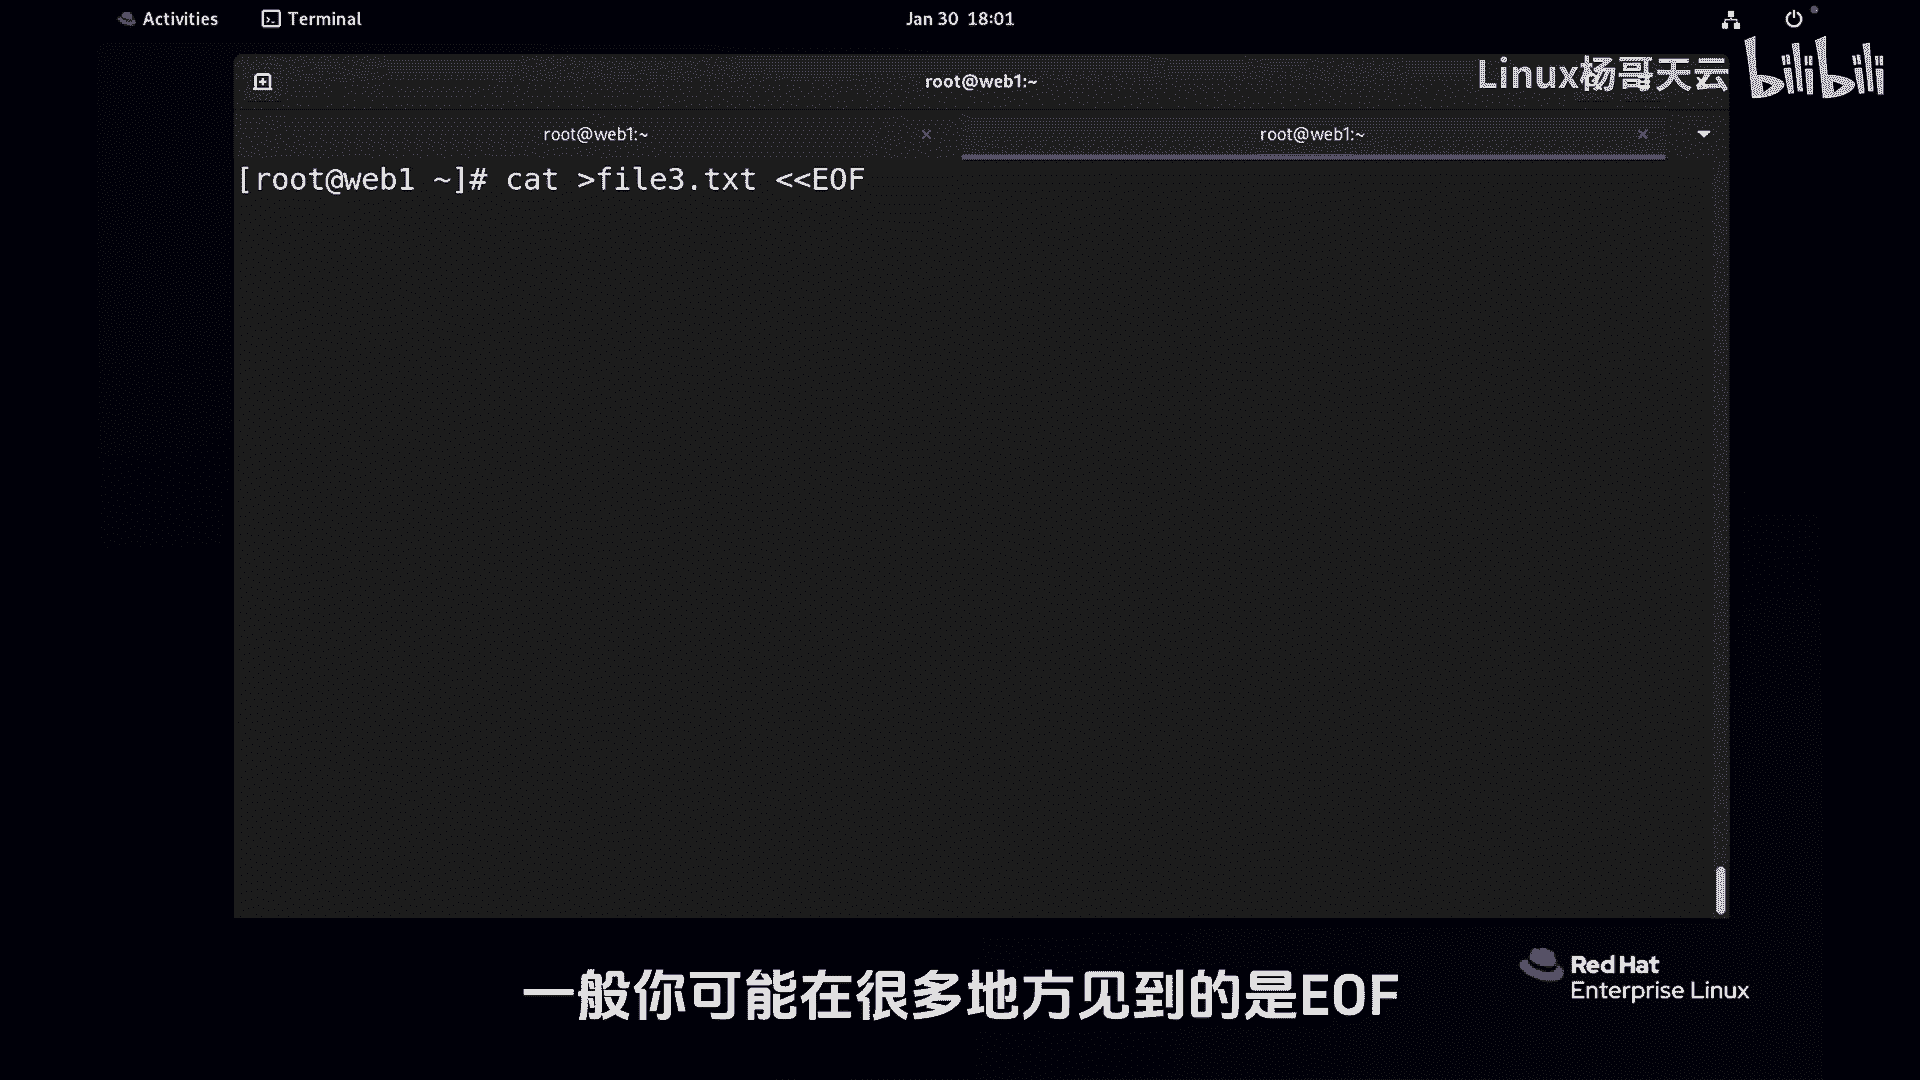 Activities
Terminal
Jan 30 18:01
root@web1:~
Linux杨哥天云 bilibili
root@web1:~
root@web1:~
[root@web1 ~]# cat >file3.txt <<EOF
一般你可能在很多地方见到的是EOF
Red Hat
Enterprise Linux